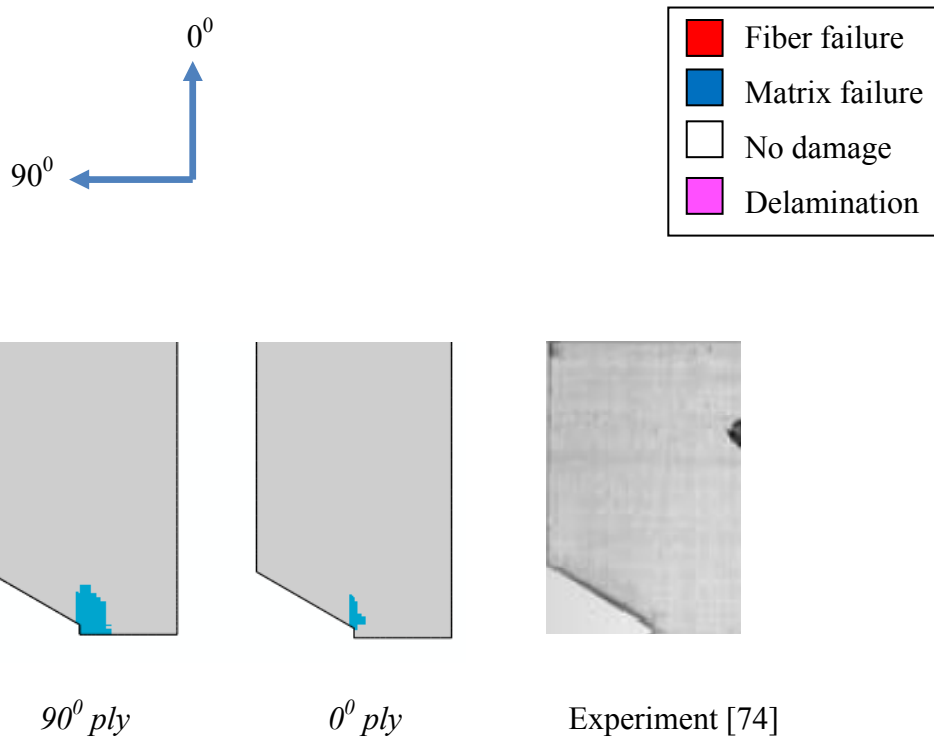 0⁰
90⁰
Fiber failure
Matrix failure
No damage
Delamination
90⁰ ply
0⁰ ply
Experiment [74]